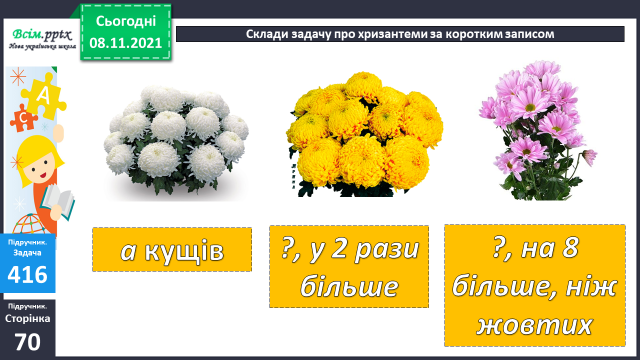 Всім.pptx
Нова українська школа
Сьогодні
08.11.2021
Склади задачу про хризантеми за коротким записом
А
С
Підручник.
Задача
416
Підручник.
Сторінка
70
а кущів
?, у 2 рази
більше
?, на 8
більше, ніж
жовтих